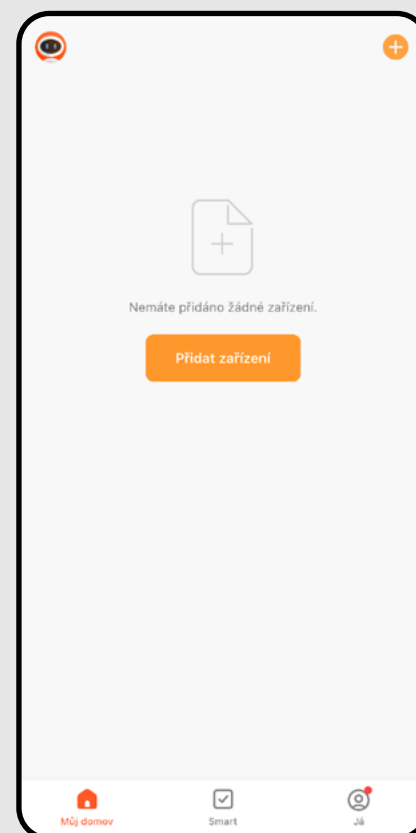 Nemáte přidáno žádné zařízení.
Přidat zařízení
Můj domov
Smart
Já